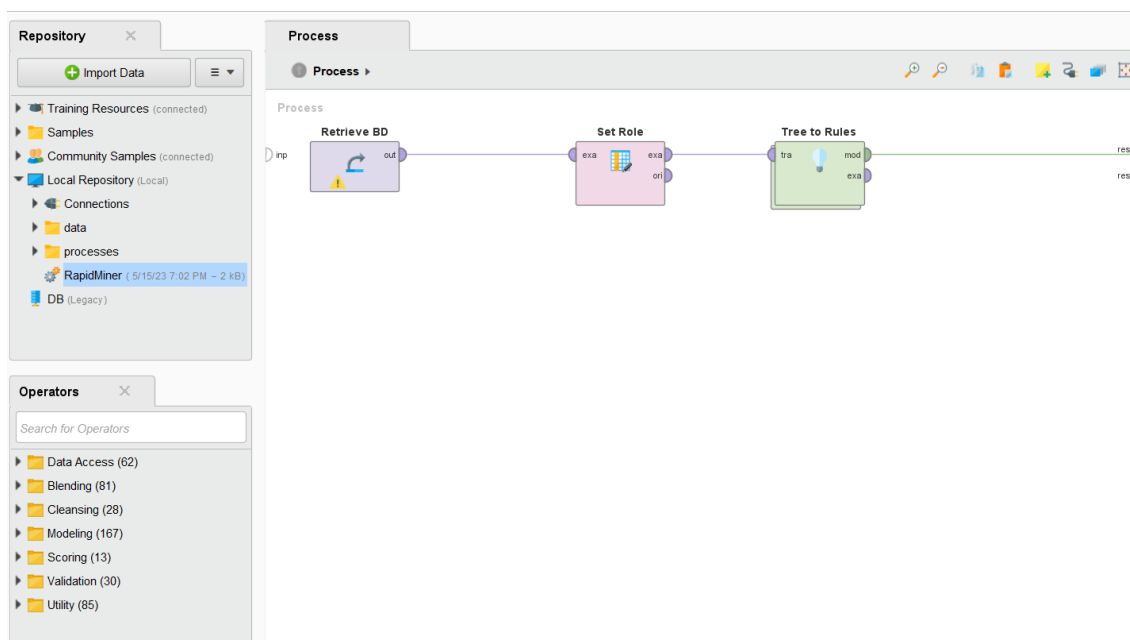 Repository
Process
Import Data
Process
Training Resources (connected)
Samples
Community Samples (connected)
Local Repository (Local)
Connections
data
processes
RapidMiner ( 5/15/23 7:02 PM – 2 kB)
DB (Legacy)
Process
Retrieve BD
Set Role
Tree to Rules
inp
out
exa
exa
ori
tra
mod
exa
res
res
Operators
Search for Operators
Data Access (62)
Blending (81)
Cleansing (28)
Modeling (167)
Scoring (13)
Validation (30)
Utility (85)